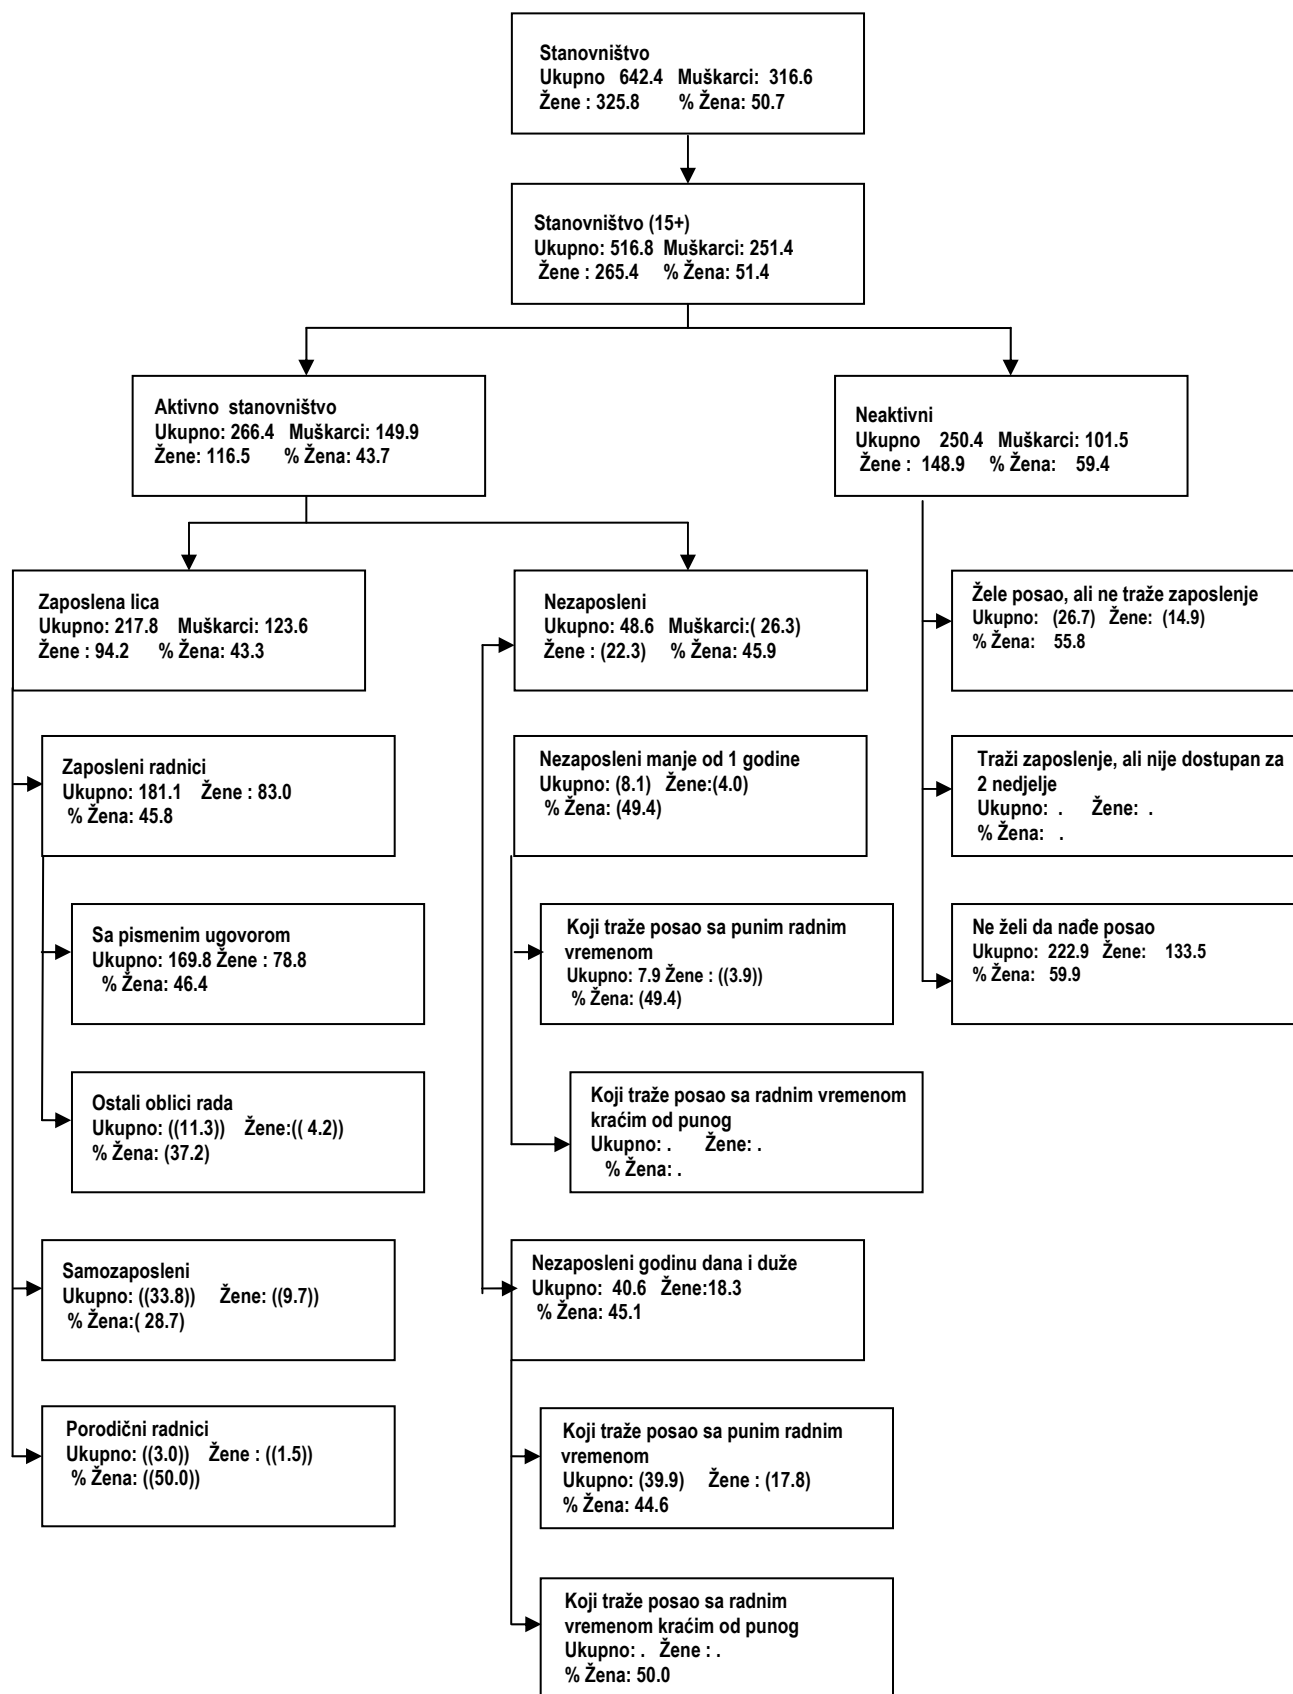 Stanovništvo
Ukupno 642.4 Muškarci: 316.6
Žene : 325.8 % Žena: 50.7
Stanovništvo (15+)
Ukupno: 516.8 Muškarci: 251.4
Žene : 265.4 % Žena: 51.4
Aktivno stanovništvo
Ukupno: 266.4 Muškarci: 149.9
Žene: 116.5 % Žena: 43.7
Neaktivni
Ukupno 250.4 Muškarci: 101.5
Žene : 148.9 % Žena: 59.4
Zaposlena lica
Ukupno: 217.8 Muškarci: 123.6
Žene : 94.2 % Žena: 43.3
Zaposleni radnici
Ukupno: 181.1 Žene : 83.0
% Žena: 45.8
Sa pismenim ugovorom
Ukupno: 169.8 Žene : 78.8
% Žena: 46.4
Ostali oblici rada
Ukupno: ((11.3)) Žene:(( 4.2))
% Žena: (37.2)
Samozaposleni
Ukupno: ((33.8)) Žene: ((9.7))
% Žena:( 28.7)
Porodični radnici
Ukupno: ((3.0)) Žene : ((1.5))
% Žena: ((50.0))
Nezaposleni
Ukupno: 48.6 Muškarci:( 26.3)
Žene : (22.3) % Žena: 45.9
Nezaposleni manje od 1 godine
Ukupno: (8.1) Žene:(4.0)
% Žena: (49.4)
Koji traže posao sa punim radnim
vremenom
Ukupno: 7.9 Žene : ((3.9))
% Žena: (49.4)
Koji traže posao sa radnim vremenom
kraćim od punog
Ukupno: . Žene: .
% Žena: .
Nezaposleni godinu dana i duže
Ukupno: 40.6 Žene:18.3
% Žena: 45.1
Koji traže posao sa punim radnim
vremenom
Ukupno: (39.9) Žene : (17.8)
% Žena: 44.6
Koji traže posao sa radnim
vremenom kraćim od punog
Ukupno: . Žene : .
% Žena: 50.0
Žele posao, ali ne traže zaposlenje
Ukupno: (26.7) Žene: (14.9)
% Žena: 55.8
Traži zaposlenje, ali nije dostupan za
2 nedjelje
Ukupno: . Žene: .
% Žena: .
Ne želi da nađe posao
Ukupno: 222.9 Žene: 133.5
% Žena: 59.9